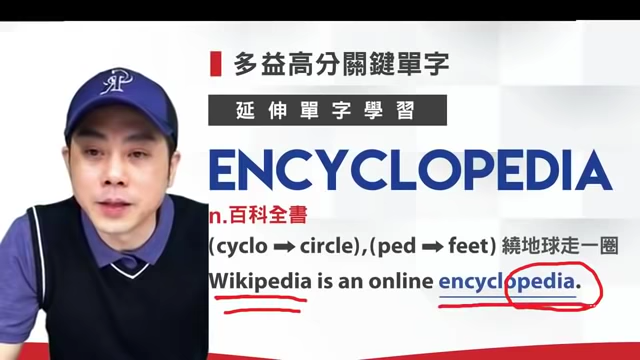 多益高分關鍵單字
延伸單字學習
ENCYCLOPEDIA
n.百科全書
(cyclo ➡ circle),(ped ➡ feet) 繞地球走一圈
Wikipedia is an online encyclopedia.